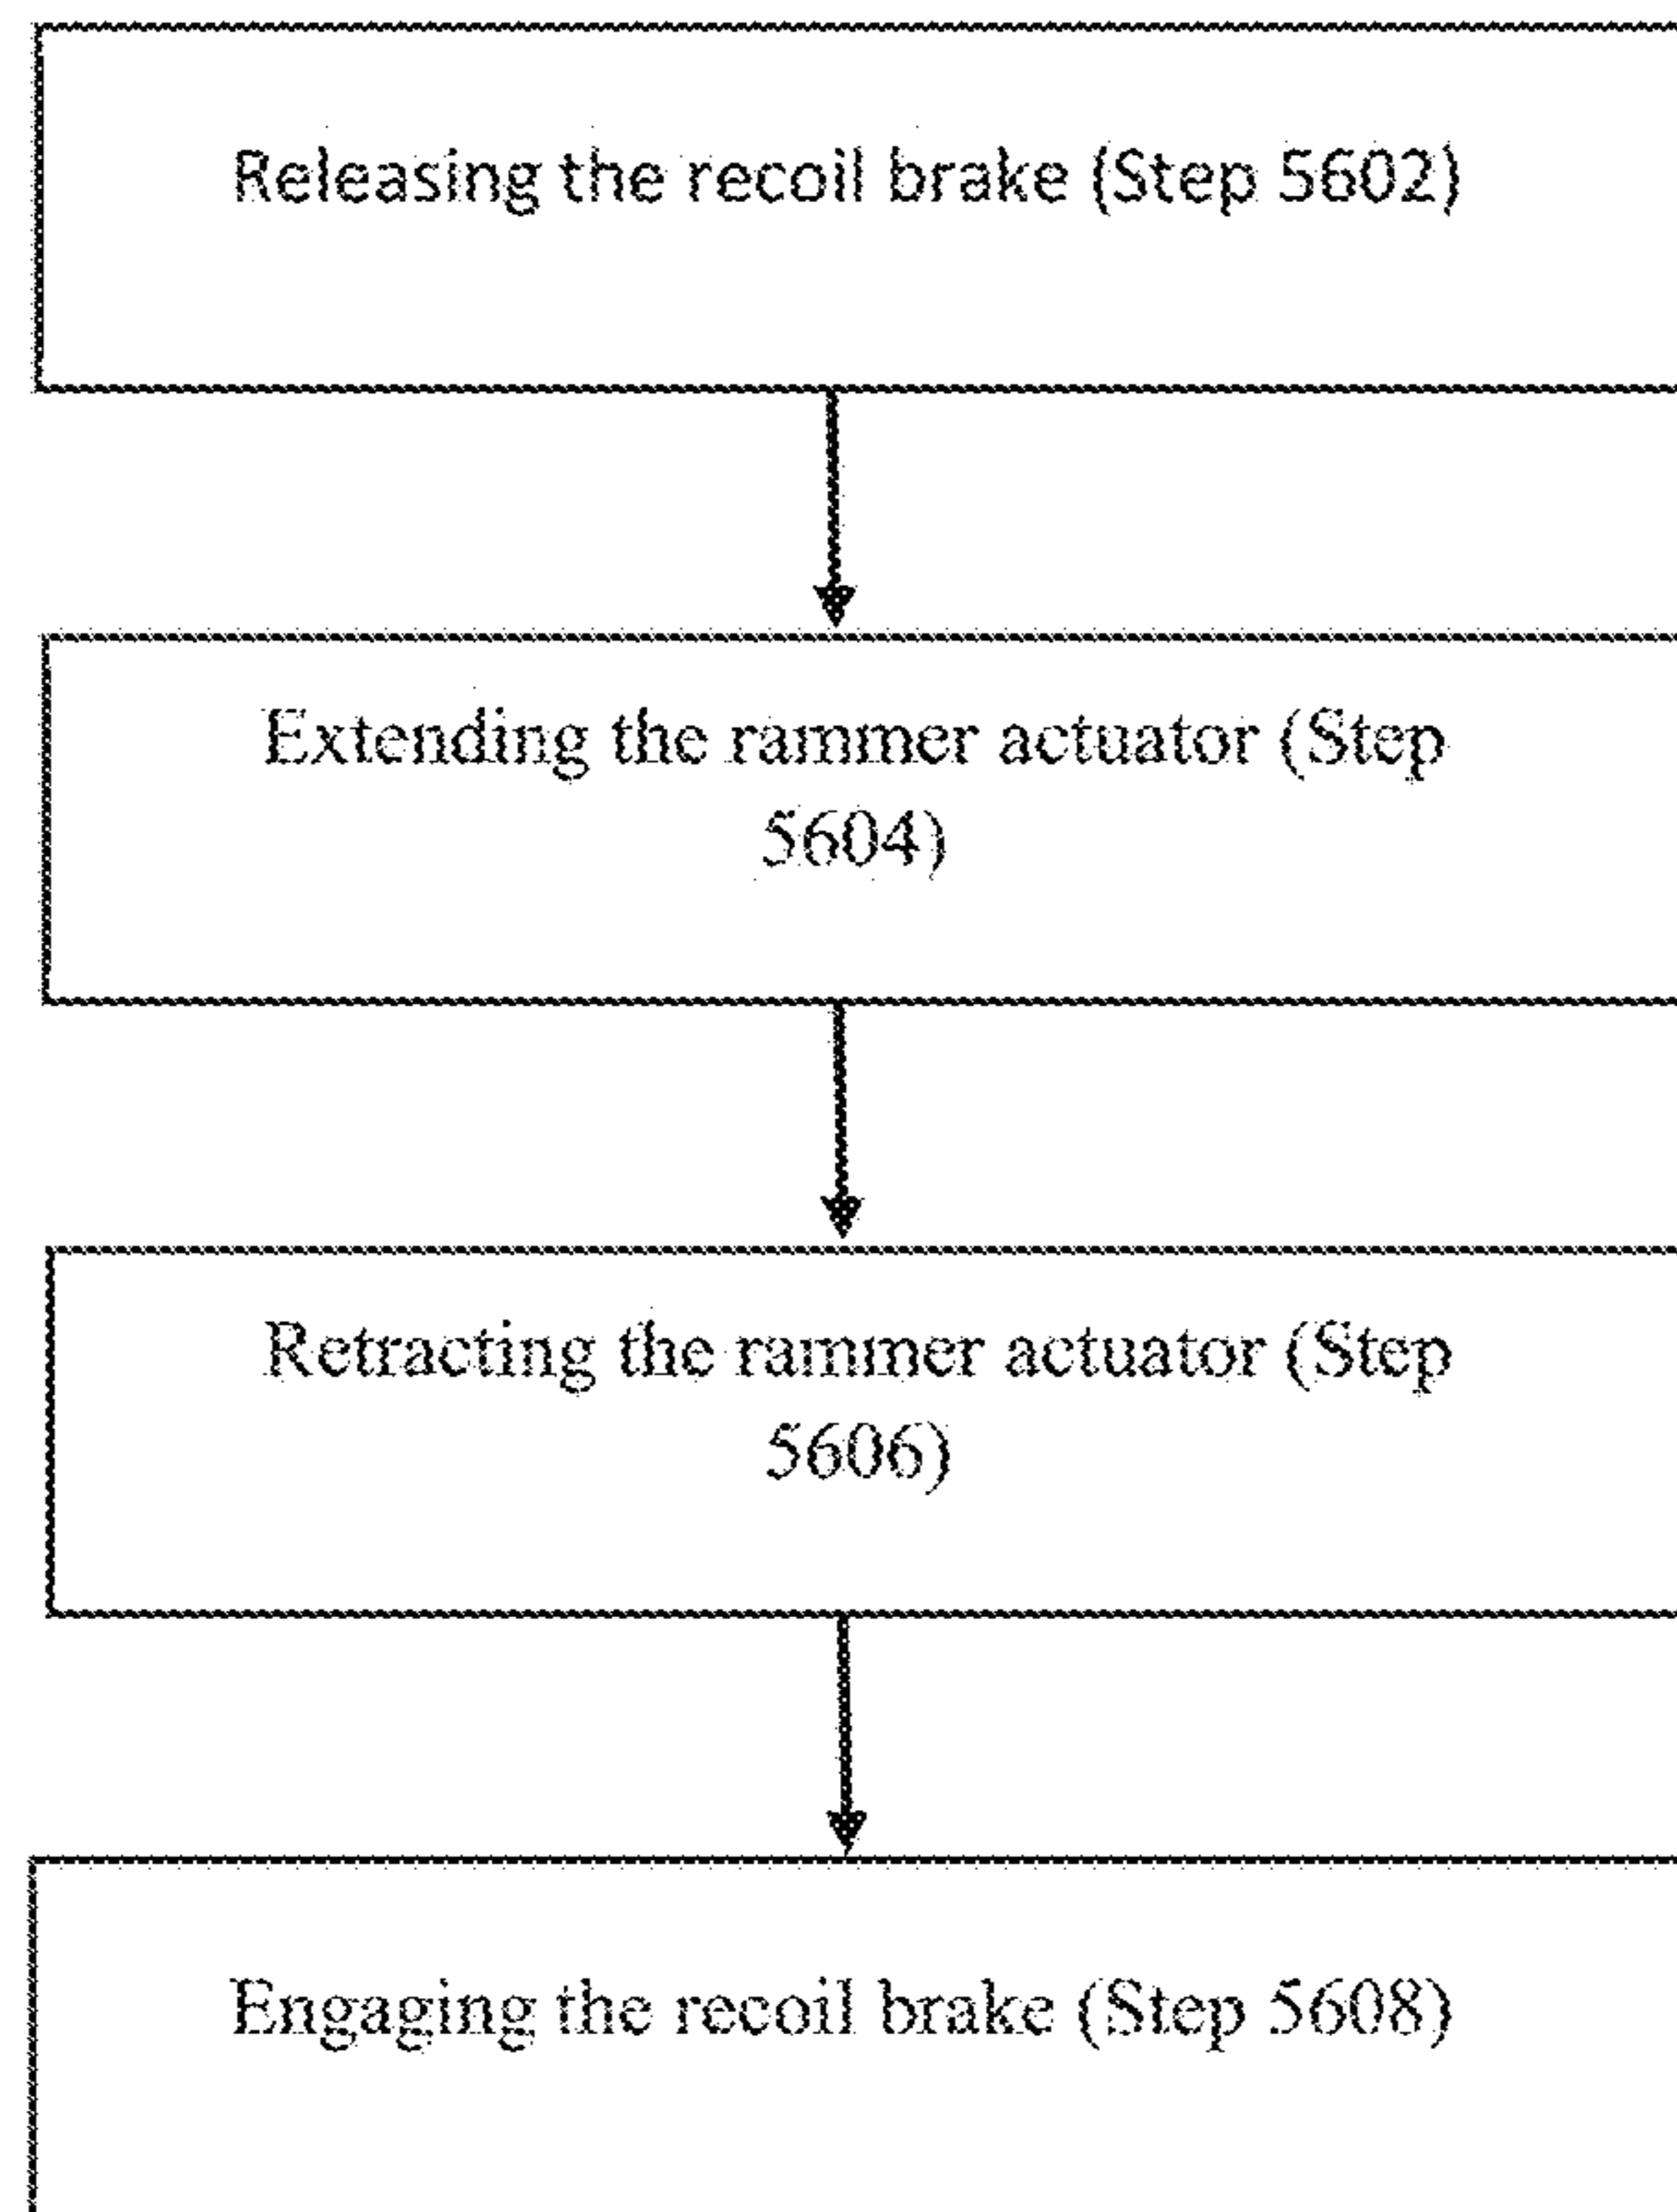 Releasing the recoil brake (Step 5602)
Extending the rammer actuator (Step
5604)
Retracting the rammer actuator (Step
5606)
Engaging the recoil brake (Step 5608)